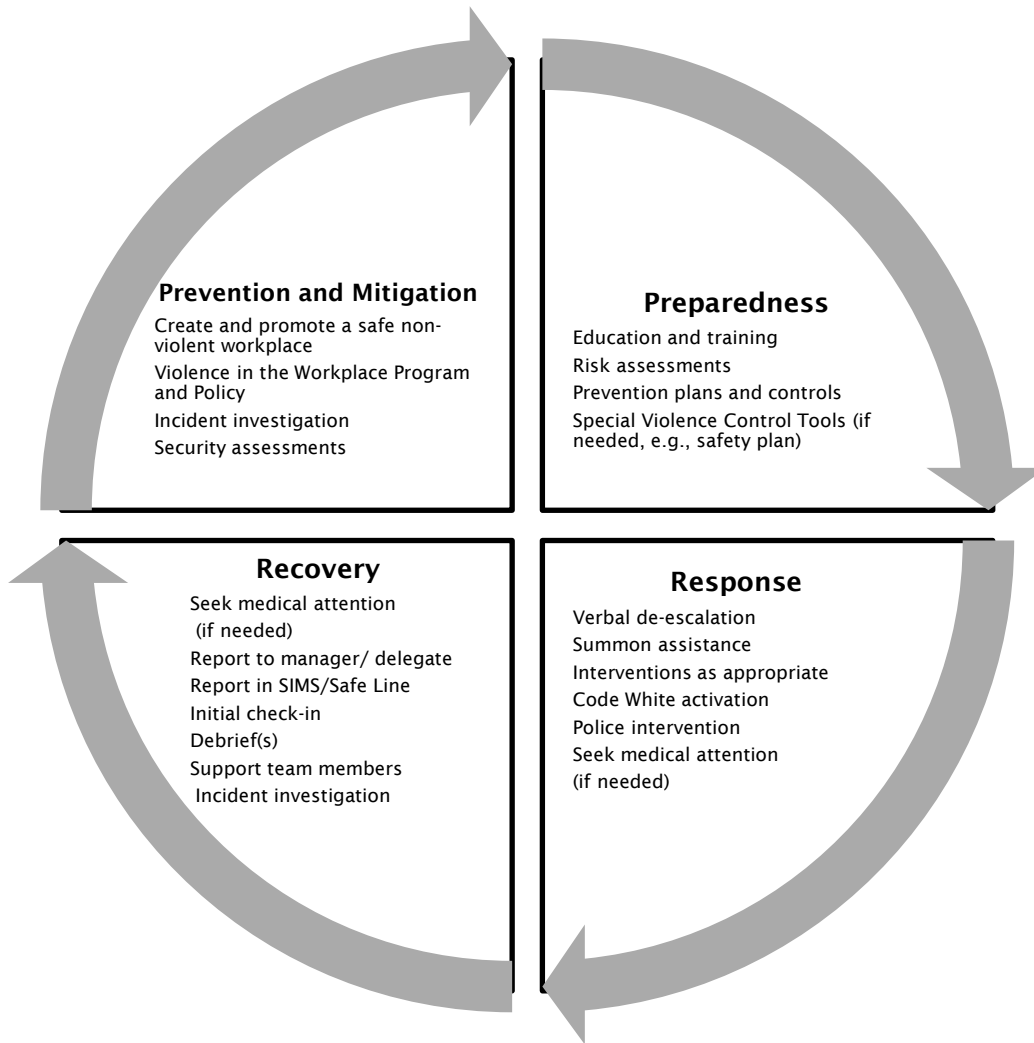 Prevention and Mitigation
Create and promote a safe non-
violent workplace
Violence in the Workplace Program
and Policy
Incident investigation
Security assessments
Preparedness
Education and training
Risk assessments
Prevention plans and controls
Special Violence Control Tools (if
needed, e.g., safety plan)
Recovery
Seek medical attention
(if needed)
Report to manager/ delegate
Report in SIMS/Safe Line
Initial check-in
Debrief(s)
Support team members
Incident investigation
Response
Verbal de-escalation
Summon assistance
Interventions as appropriate
Code White activation
Police intervention
Seek medical attention
(if needed)